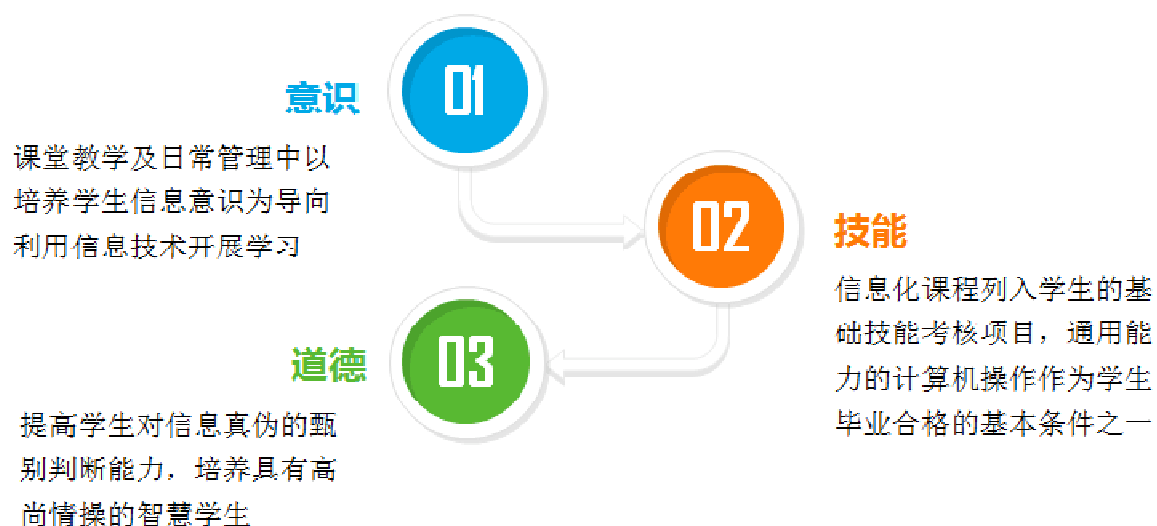 01
意识
课堂教学及日常管理中以
培养学生信息意识为导向
利用信息技术开展学习
02
技能
信息化课程列入学生的基
础技能考核项目，通用能
力的计算机操作作为学生
毕业合格的基本条件之一
03
道德
提高学生对信息真伪的甄
别判断能力，培养具有高
尚情操的智慧学生